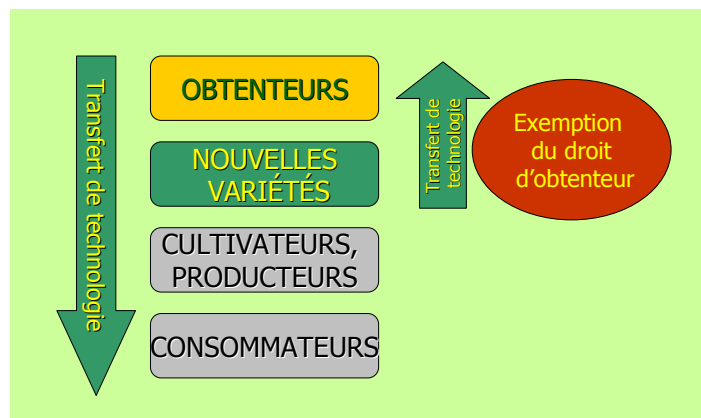 Transfert de technologie
OBTENTEURS
NOUVELLES
VARIÉTÉS
CULTIVATEURS,
PRODUCTEURS
CONSOMMATEURS
Transfert de
technologie
Exemption
du droit
d’obtenteur